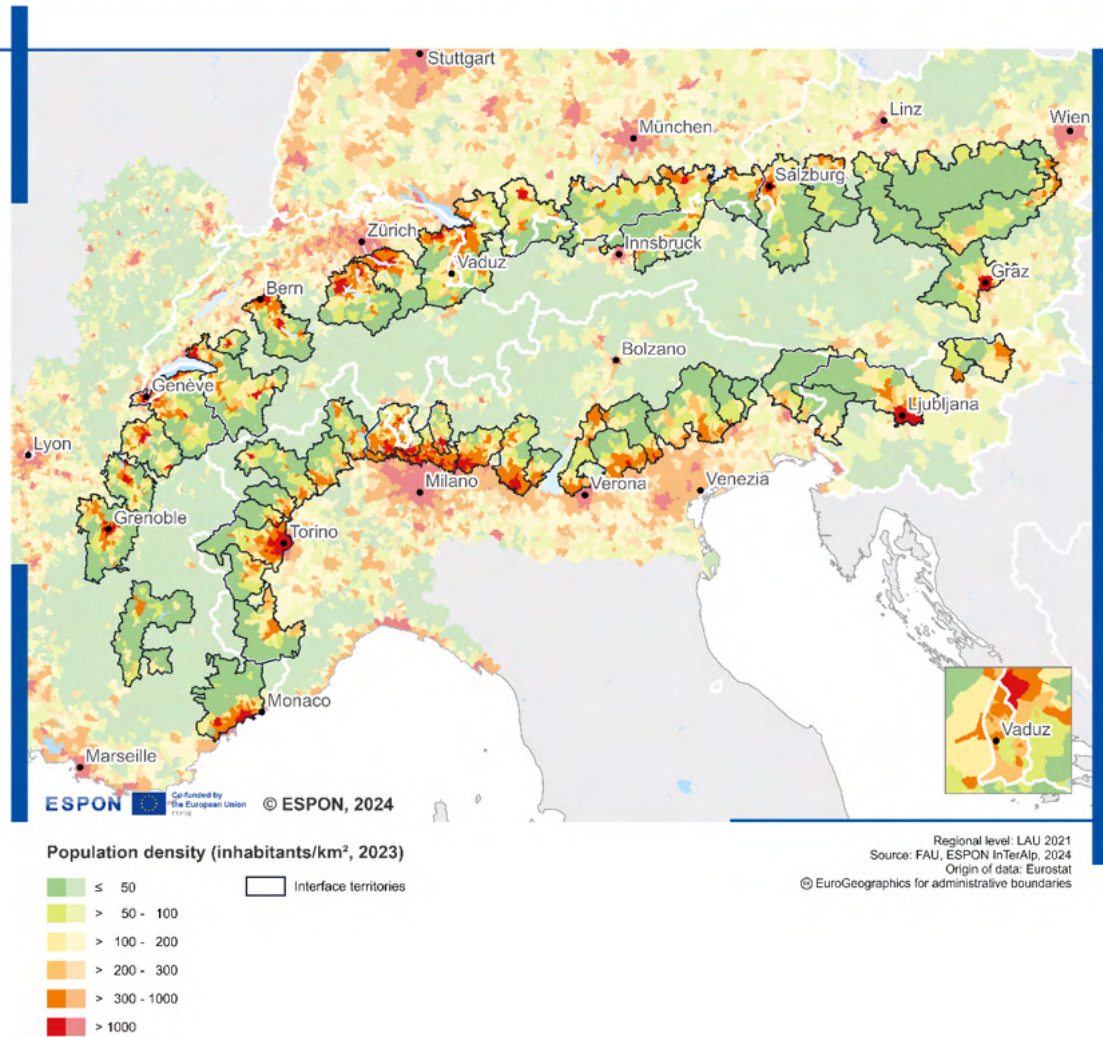 Stuttgart
München
Linz
Wien
Salzburg
Zürich
Innsbruck
Vaduz
Bern
Graz
Bolzano
Genève
Ljubljana
Lyon
Milano
Verona
Venezia
Grenoble
Torino
Monaco
Vaduz
Marseille
ESPON
Co-funded by
the European Union
© ESPON, 2024
Population density (inhabitants/km², 2023)
≤ 50
> 50 - 100
> 100 - 200
> 200 - 300
> 300 - 1000
> 1000
Interface territories
Regional level: LAU 2021
Source: FAU, ESPON InTerAlp, 2024
Origin of data: Eurostat
EuroGeographics for administrative boundaries